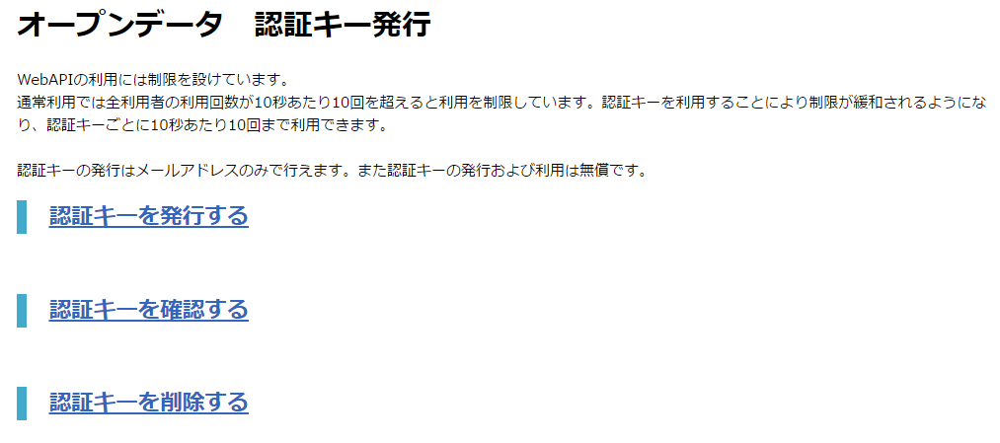 オープンデータ　認証キー発行
WebAPIの利用には制限を設けています。
通常利用では全利用者の利用回数が10秒あたり10回を超えると利用を制限しています。認証キーを利用することにより制限が緩和されるようにな
り、認証キーごとに10秒あたり10回まで利用できます。
認証キーの発行はメールアドレスのみで行えます。また認証キーの発行および利用は無償です。
認証キーを発行する
認証キーを確認する
認証キーを削除する